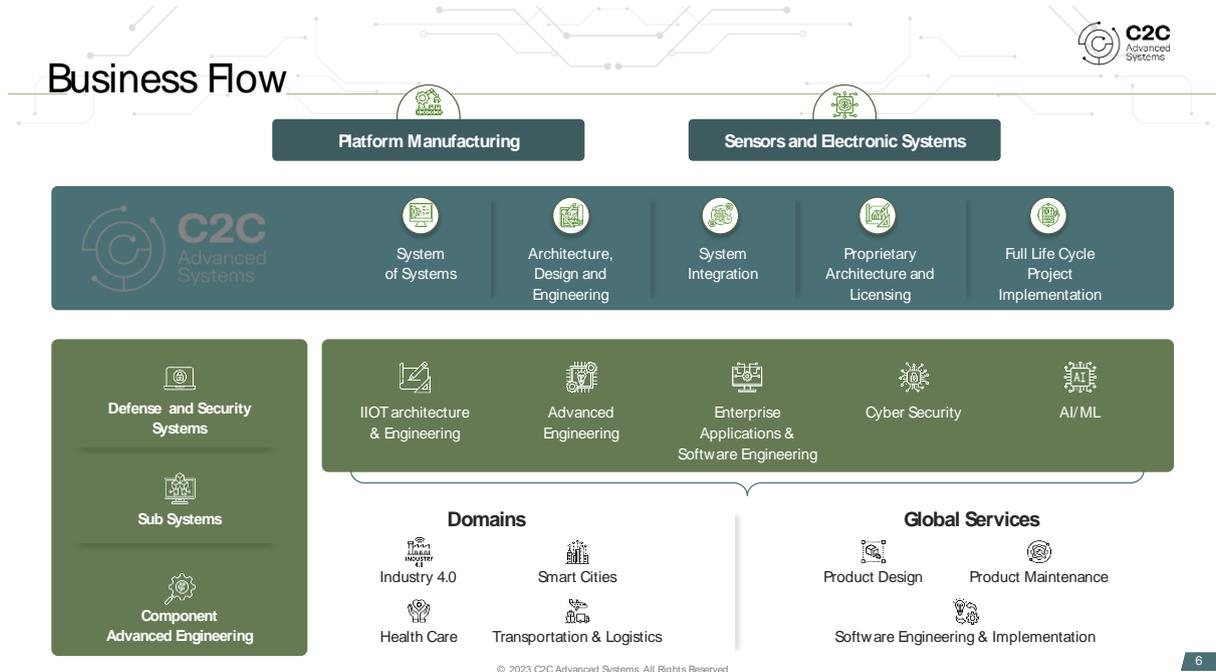 C2C
Advanced
Systems
Business Flow
Platform Manufacturing
Sensors and Electronic Systems
C2C
Advanced
Systems
System
of Systems
Architecture,
Design and
Engineering
System
Integration
Proprietary
Architecture and
Licensing
Full Life Cycle
Project
Implementation
Defense and Security
Systems
Sub Systems
Component
Advanced Engineering
IIOT architecture
& Engineering
Advanced
Engineering
Enterprise
Applications &
Software Engineering
Cyber Security
AI
AI/ML
Domains
INDUSTRY
4.0
Industry 4.0
Smart Cities
Health Care
Transportation & Logistics
Global Services
Product Design
Product Maintenance
Software Engineering & Implementation
© 2023 C2C Advanced Systems. All Rights Reserved
6